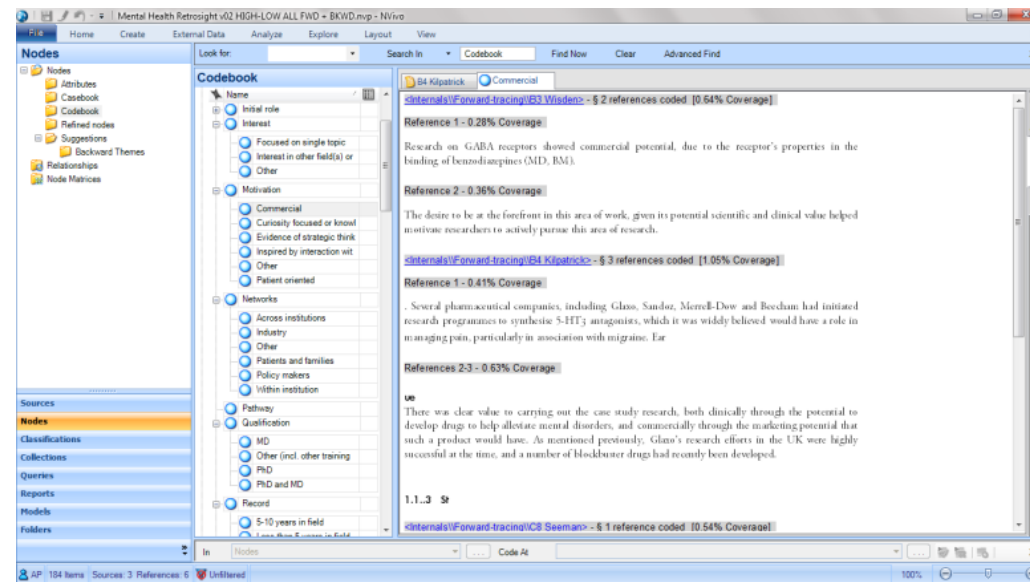 Mental Health Retrosight v02 HIGH-LOW ALL FWD + BKWD.nvp - NVivo
File Home Create External Data Analyze Explore Layout View
Nodes
Look for: Search In Codebook Find Now Clear Advanced Find
Nodes
Attributes
Casebook
Codebook
Refined nodes
Suggestions
Backward Themes
Relationships
Node Matrices
Sources
Nodes
Classifications
Collections
Queries
Reports
Models
Folders
Codebook
Name
Initial role
Interest
Focused on single topic
Interest in other field(s) or
Other
Motivation
Commercial
Curiosity focused or knowl
Evidence of strategic think
Inspired by interaction wit
Other
Patient oriented
Networks
Across institutions
Industry
Other
Patients and families
Policy makers
Within institution
Pathway
Qualification
MD
Other (incl. other training
PhD
PhD and MD
Record
5-10 years in field
Less than 5 years in field
B4 Kilpatrick Commercial
<Internals\\Forward-tracing\\B3 Wisden> - § 2 references coded [0.64% Coverage]
Reference 1 - 0.28% Coverage
Research on GABA receptors showed commercial potential, due to the receptor's properties in the
binding of benzodiazepines (MD, BM).
Reference 2 - 0.36% Coverage
The desire to be at the forefront in this area of work, given its potential scientific and clinical value helped
motivate researchers to actively pursue this area of research.
<Internals\\Forward-tracing\\B4 Kilpatrick> - § 3 references coded [1.05% Coverage]
Reference 1 - 0.41% Coverage
. Several pharmaceutical companies, including Glaxo, Sandoz, Merrell-Dow and Beecham had initiated
research programmes to synthesise 5-HT3 antagonists, which it was widely believed would have a role in
managing pain, particularly in association with migraine. Ear
References 2-3 - 0.63% Coverage
ue
There was clear value to carrying out the case study research, both clinically through the potential to
develop drugs to help alleviate mental disorders, and commercially through the marketing potential that
such a product would have. As mentioned previously, Glaxo's research efforts in the UK were highly
successful at the time, and a number of blockbuster drugs had recently been developed.
1.1..3 St
<Internals\\Forward-tracing\\C8 Seeman> - § 1 reference coded [0.54% Coverage]
In Nodes ... Code At ...
AP 184 Items Sources: 3 References: 6 Unfiltered 100%